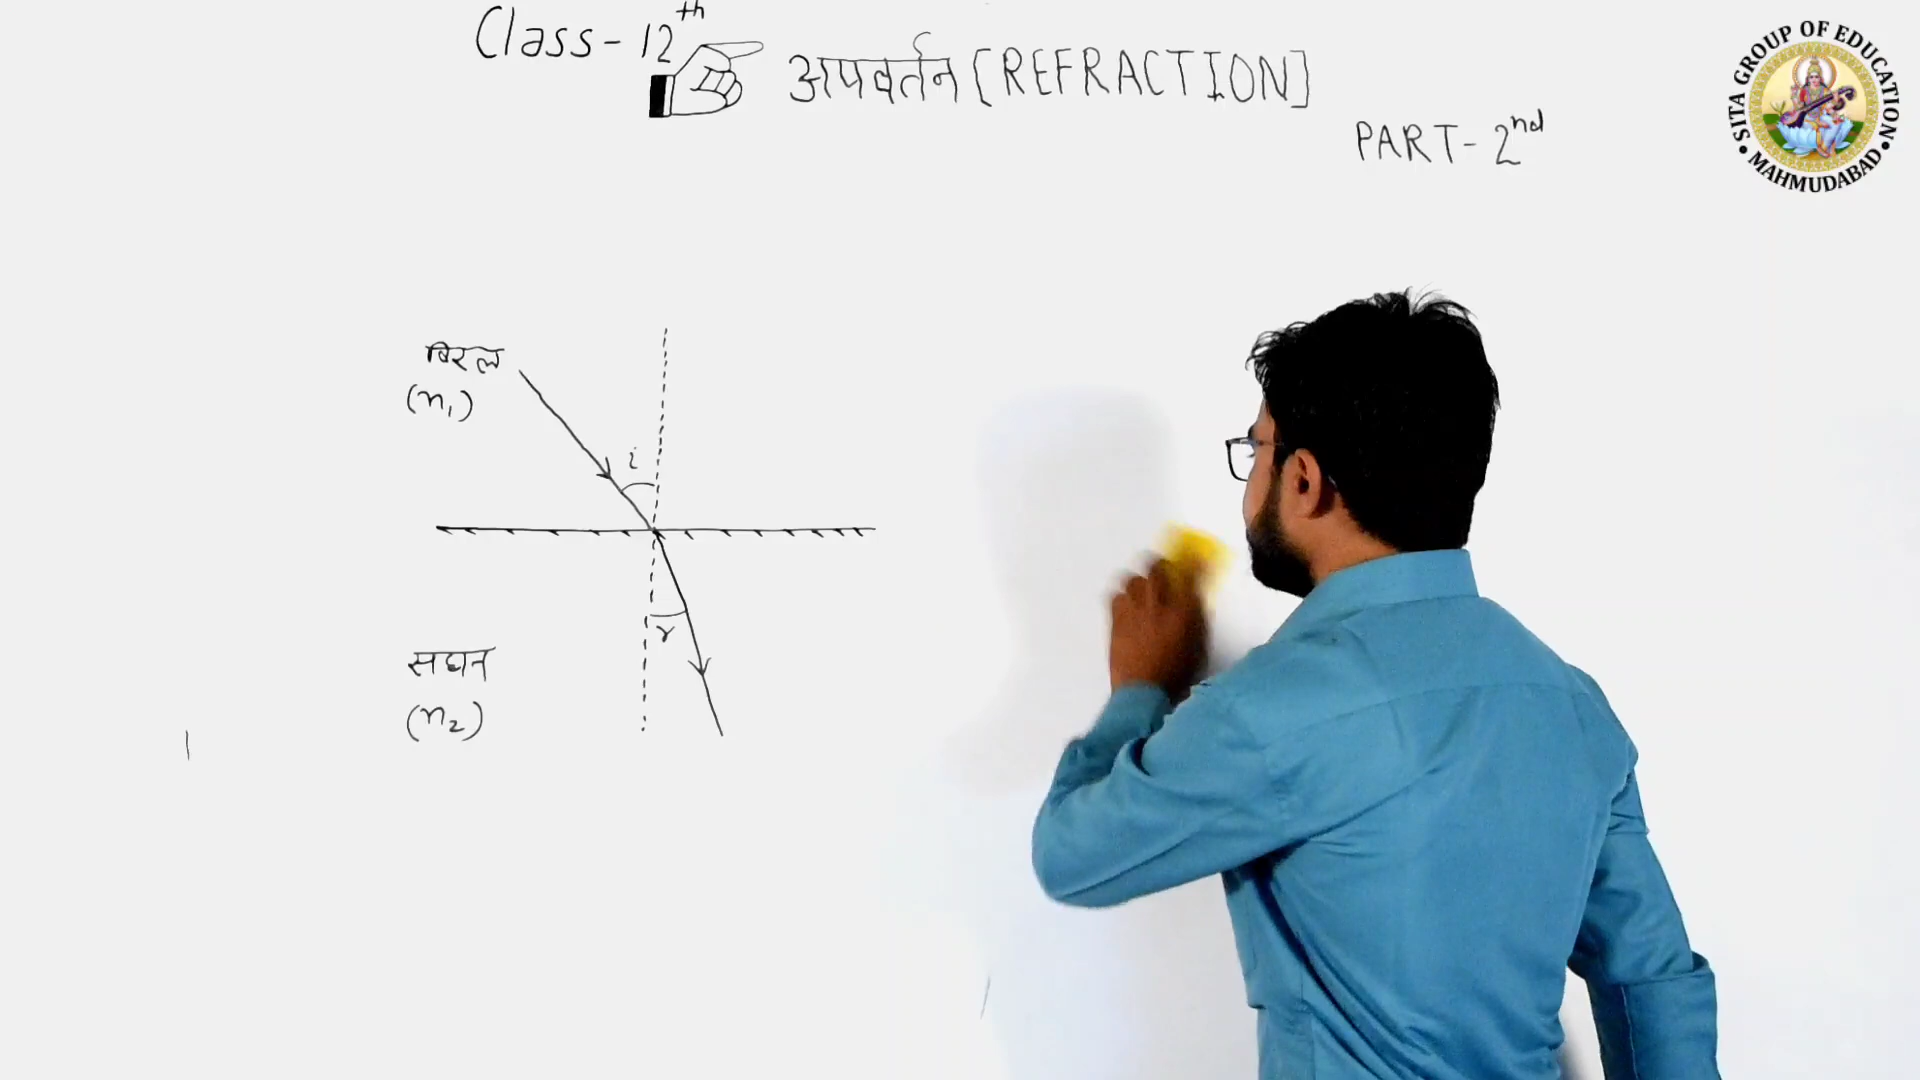 Class-12th
अपवर्तन [REFRACTION]
PART-2nd
SITA GROUP OF EDUCATION
MAHMUDABAD
विरल
(n₁)
i
r
सघन
(n₂)